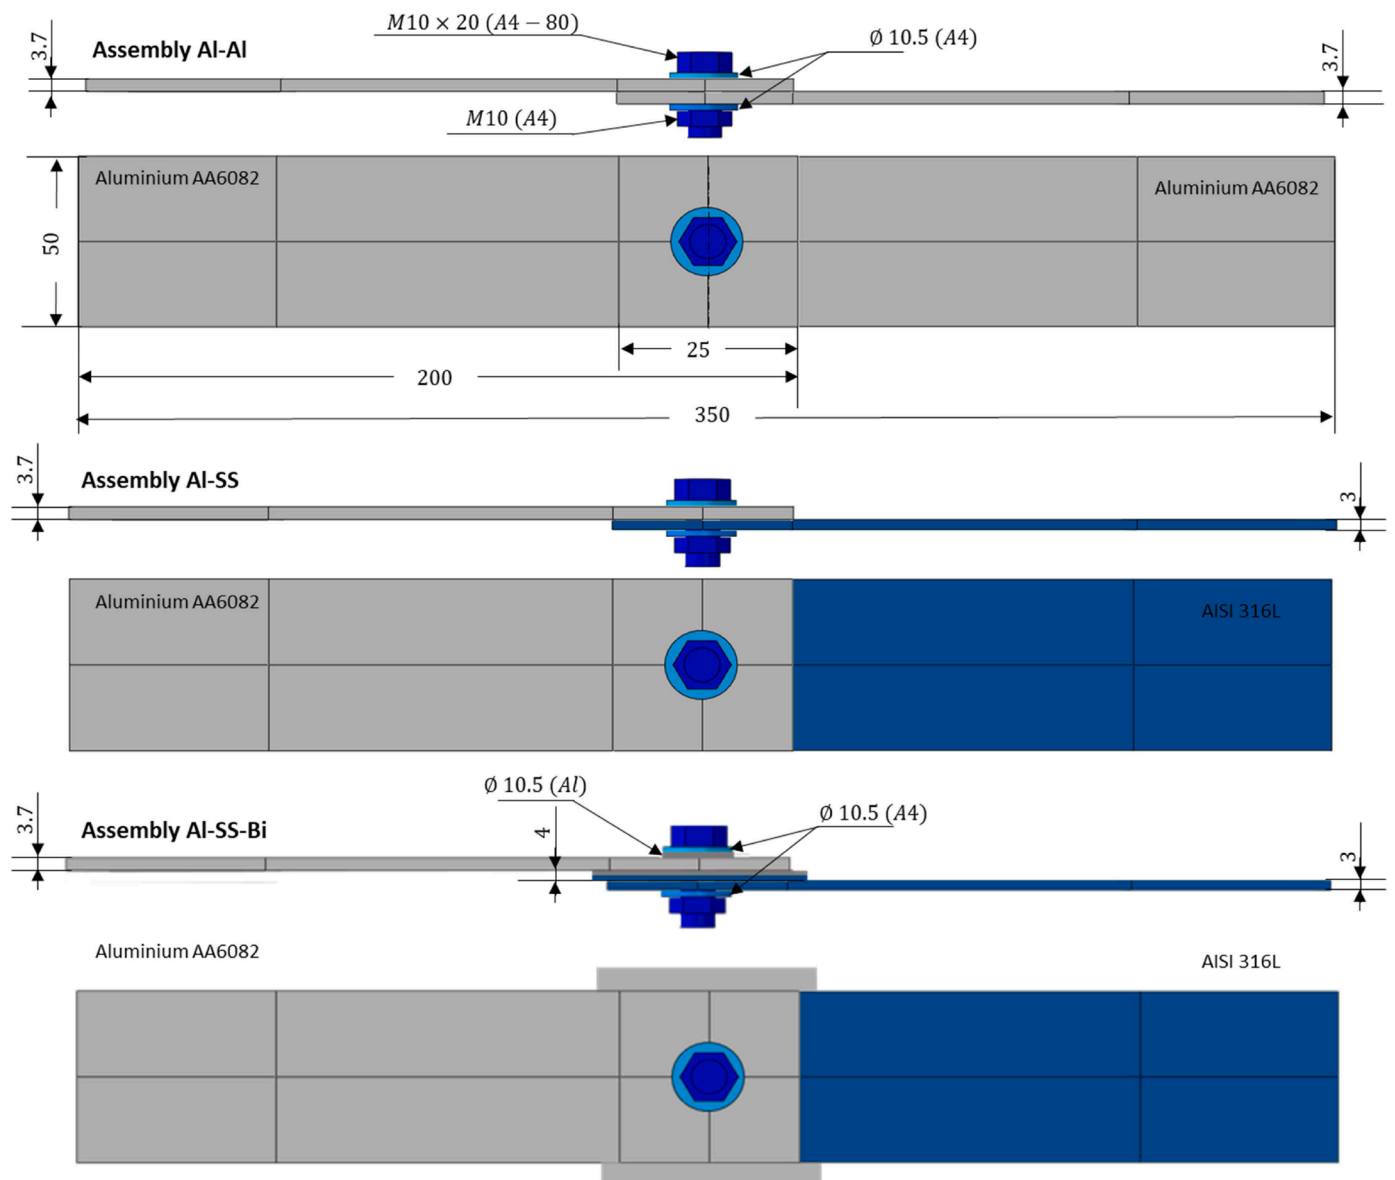 M10 × 20 (A4 − 80)
Ø 10.5 (A4)
Assembly Al-Al
3.7
3.7
M10 (A4)
Aluminium AA6082
Aluminium AA6082
50
25
200
350
Assembly Al-SS
3.7
3
Aluminium AA6082
AISI 316L
Ø 10.5 (Al)
Ø 10.5 (A4)
Assembly Al-SS-Bi
3.7
4
3
Aluminium AA6082
AISI 316L